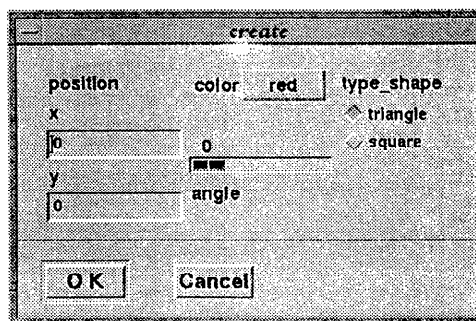 create
position
color red
type_shape
x
triangle
0
0
square
y
0
angle
OK
Cancel